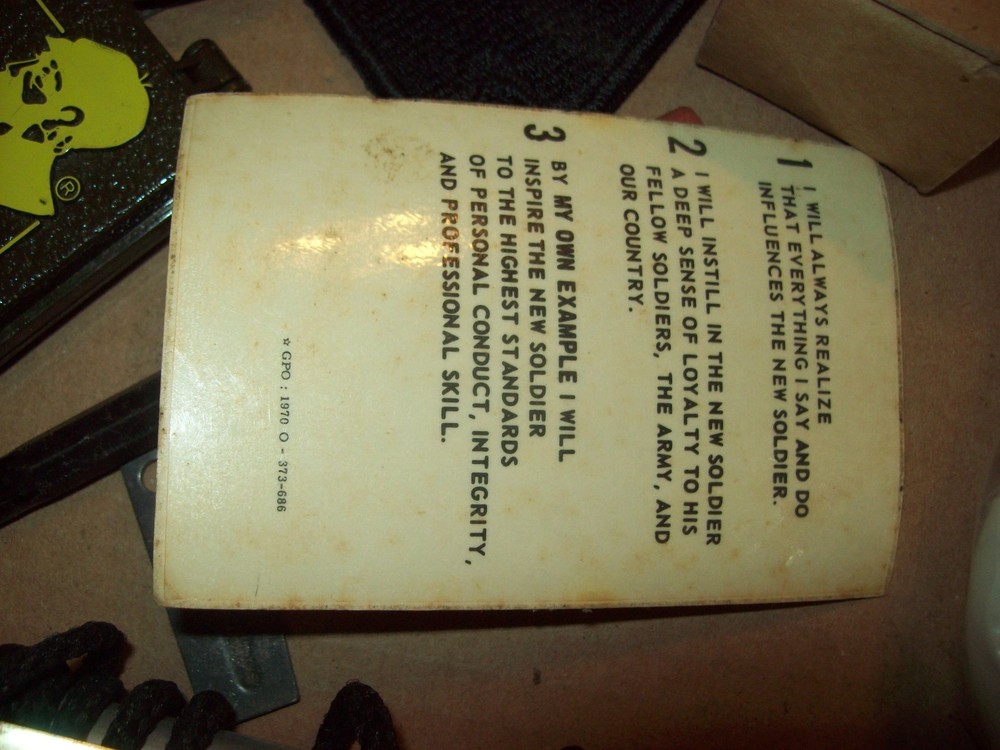 1 I WILL ALWAYS REALIZE
THAT EVERYTHING I SAY AND DO
INFLUENCES THE NEW SOLDIER.
2 I WILL INSTILL IN THE NEW SOLDIER
A DEEP SENSE OF LOYALTY TO HIS
FELLOW SOLDIERS, THE ARMY, AND
OUR COUNTRY.
3 BY MY OWN EXAMPLE I WILL
INSPIRE THE NEW SOLDIER
TO THE HIGHEST STANDARDS
OF PERSONAL CONDUCT, INTEGRITY,
AND PROFESSIONAL SKILL.
☆ GPO : 1970 O - 373-686
®